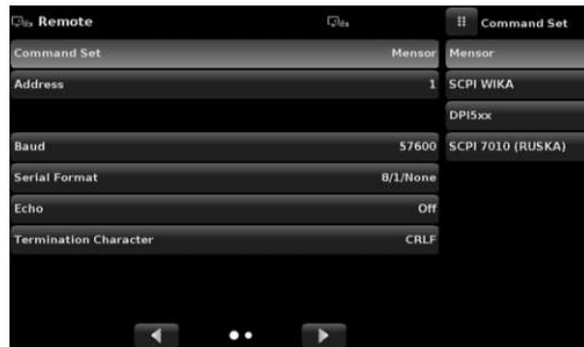 Remote
Command Set Mensor
Address 1
Baud 57600
Serial Format 8/1/None
Echo Off
Termination Character CRLF
Command Set
Mensor
SCPI WIKA
DPI5xx
SCPI 7010 (RUSKA)